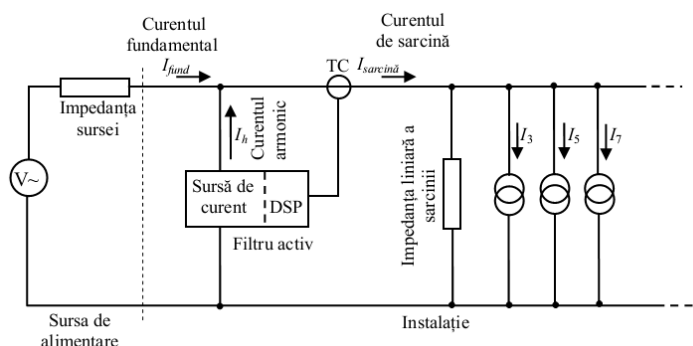 Curentul
fundamental
I_fund
Curentul
de sarcină
TC
I_sarcină
Impedanța
sursei
I_h
Curentul
armonic
V~
Sursă de
curent
DSP
Filtru activ
Impedanța liniară a
sarcinii
I_3
I_5
I_7
Sursa de
alimentare
Instalație